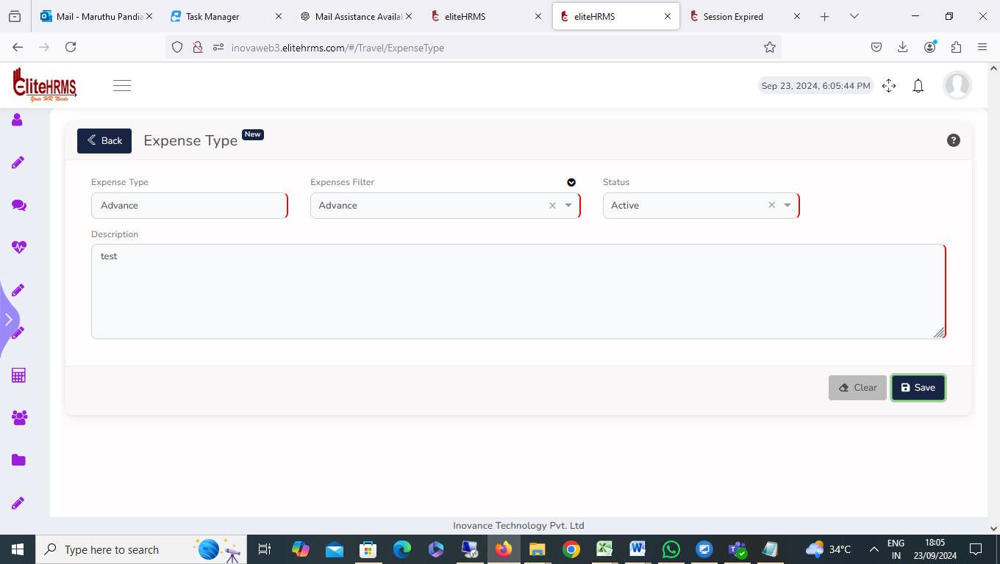 Mail - Maruthu Pandia
Task Manager
Mail Assistance Availal
eliteHRMS
eliteHRMS
Session Expired
inovaweb3.elitehrms.com/#/Travel/ExpenseType
EliteHRMS
Your HR Needs
Sep 23, 2024, 6:05:44 PM
Back
Expense Type New
Expense Type
Expenses Filter
Status
Advance
Advance
Active
Description
test
Clear
Save
Inovance Technology Pvt. Ltd
Type here to search
34°C
ENG
IN
18:05
23/09/2024